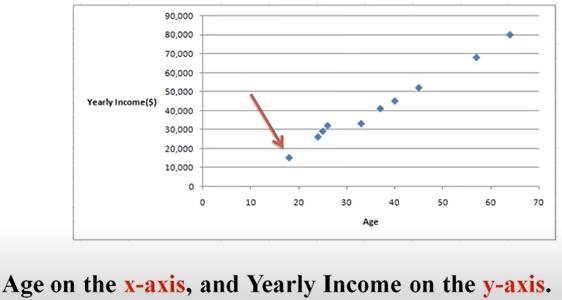 90,000
80,000
70,000
60,000
50,000
40,000
30,000
20,000
10,000
0
Yearly Income($)
0 10 20 30 40 50 60 70
Age
Age on the x-axis, and Yearly Income on the y-axis.